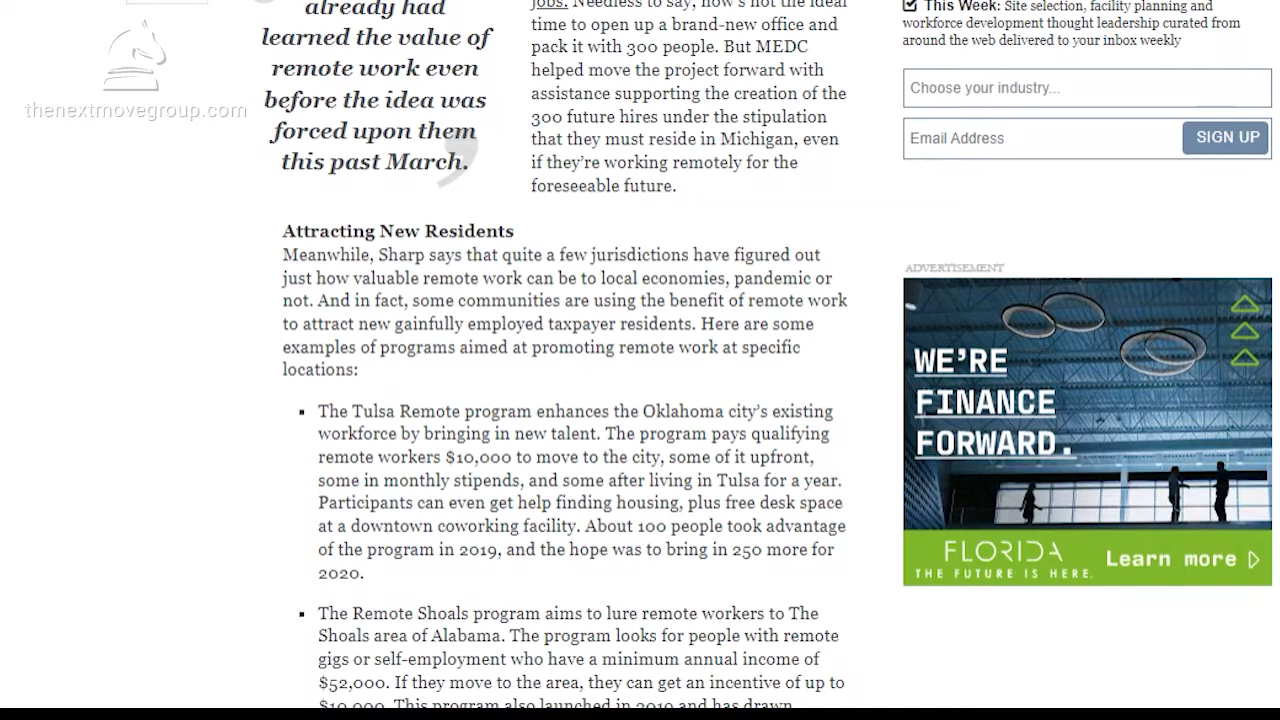 already had
learned the value of
remote work even
before the idea was
forced upon them
this past March.
thenextmovegroup.com
jobs. Needless to say, now's not the ideal
time to open up a brand-new office and
pack it with 300 people. But MEDC
helped move the project forward with
assistance supporting the creation of the
300 future hires under the stipulation
that they must reside in Michigan, even
if they're working remotely for the
foreseeable future.
Attracting New Residents
Meanwhile, Sharp says that quite a few jurisdictions have figured out
just how valuable remote work can be to local economies, pandemic or
not. And in fact, some communities are using the benefit of remote work
to attract new gainfully employed taxpayer residents. Here are some
examples of programs aimed at promoting remote work at specific
locations:
▪ The Tulsa Remote program enhances the Oklahoma city's existing
workforce by bringing in new talent. The program pays qualifying
remote workers $10,000 to move to the city, some of it upfront,
some in monthly stipends, and some after living in Tulsa for a year.
Participants can even get help finding housing, plus free desk space
at a downtown coworking facility. About 100 people took advantage
of the program in 2019, and the hope was to bring in 250 more for
2020.
▪ The Remote Shoals program aims to lure remote workers to The
Shoals area of Alabama. The program looks for people with remote
gigs or self-employment who have a minimum annual income of
$52,000. If they move to the area, they can get an incentive of up to
$10,000. This program also launched in 2019 and has drawn
This Week: Site selection, facility planning and
workforce development thought leadership curated from
around the web delivered to your inbox weekly
Choose your industry...
Email Address
SIGN UP
ADVERTISEMENT
WE'RE
FINANCE
FORWARD.
FLORIDA
THE FUTURE IS HERE.
Learn more